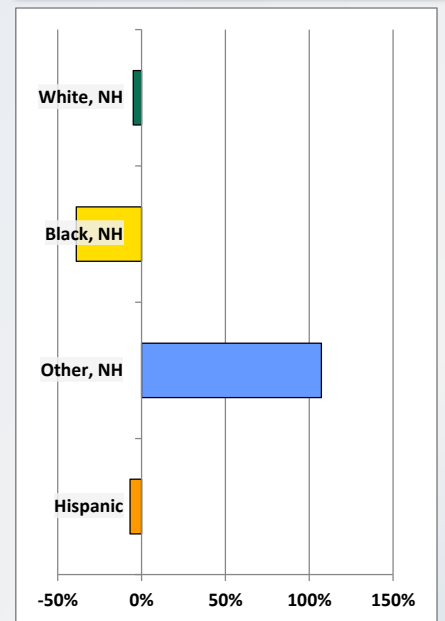 White, NH
Black, NH
Other, NH
Hispanic
-50% 0% 50% 100% 150%